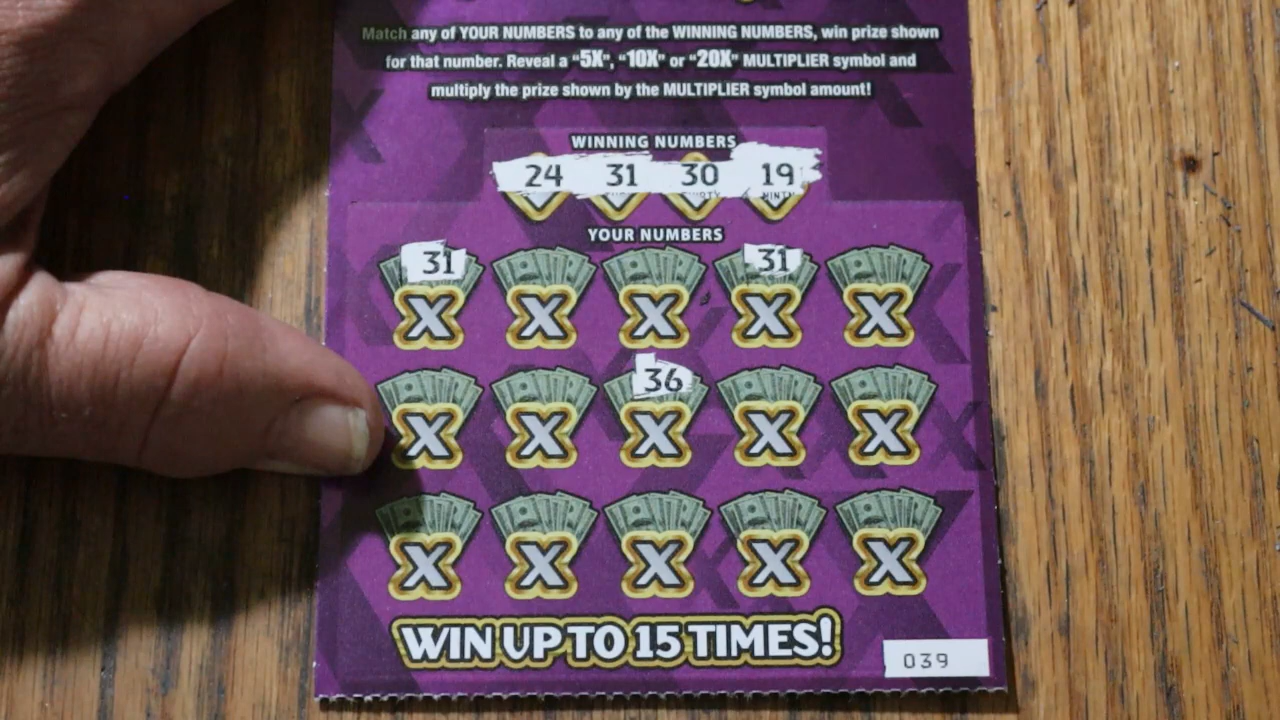 Match any of YOUR NUMBERS to any of the WINNING NUMBERS, win prize shown
for that number. Reveal a "5X", "10X" or "20X" MULTIPLIER symbol and
multiply the prize shown by the MULTIPLIER symbol amount!
WINNING NUMBERS
24 31 30 19
YOUR NUMBERS
31 31
X X X X X
36
X X X X X
X X X X X
WIN UP TO 15 TIMES!
039